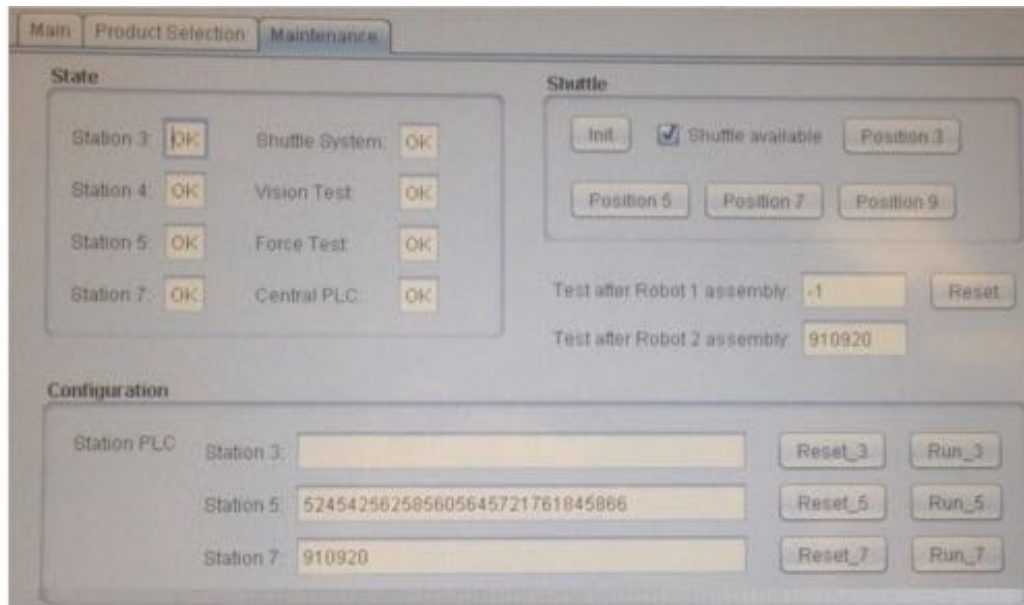 Main Product Selection Maintenance
State
Station 3: OK Shuttle System: OK
Station 4: OK Vision Test: OK
Station 5: OK Force Test: OK
Station 7: OK Central PLC: OK
Shuttle
Init Shuttle available Position 3
Position 5 Position 7 Position 9
Test after Robot 1 assembly: -1 Reset
Test after Robot 2 assembly: 910920
Configuration
Station PLC Station 3: Reset_3 Run_3
Station 5: 524542562585605645721761845866 Reset_5 Run_5
Station 7: 910920 Reset_7 Run_7